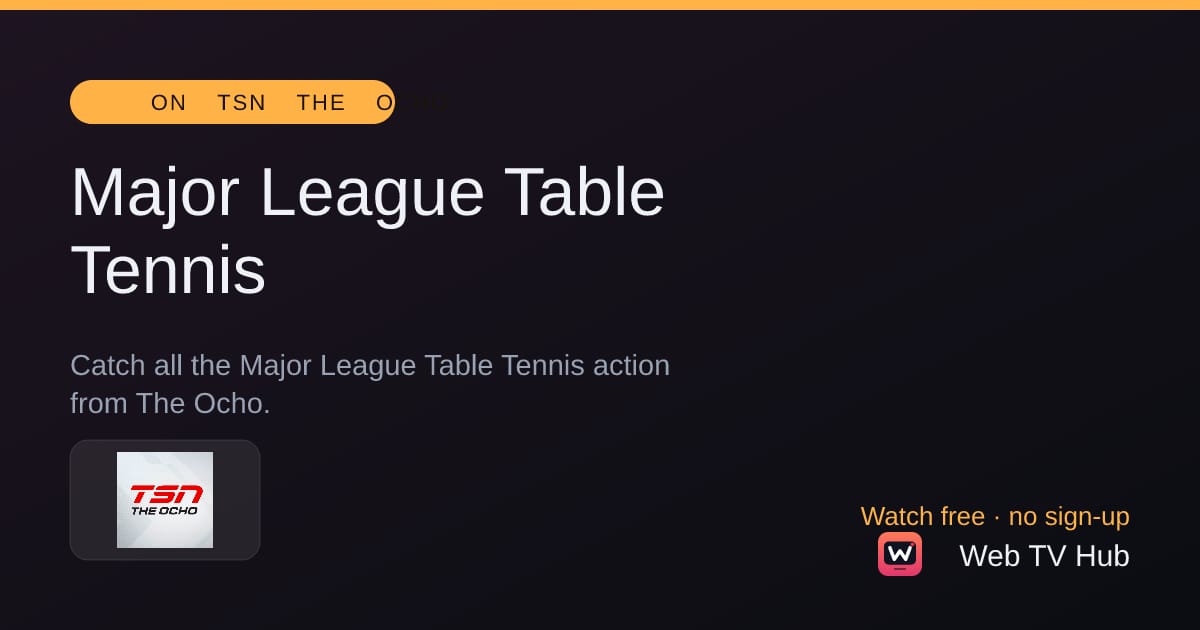 ON TSN THE OCHO
Major League Table
Tennis
Catch all the Major League Table Tennis action
from The Ocho.
TSN
THE OCHO
Watch free · no sign-up
W
Web TV Hub